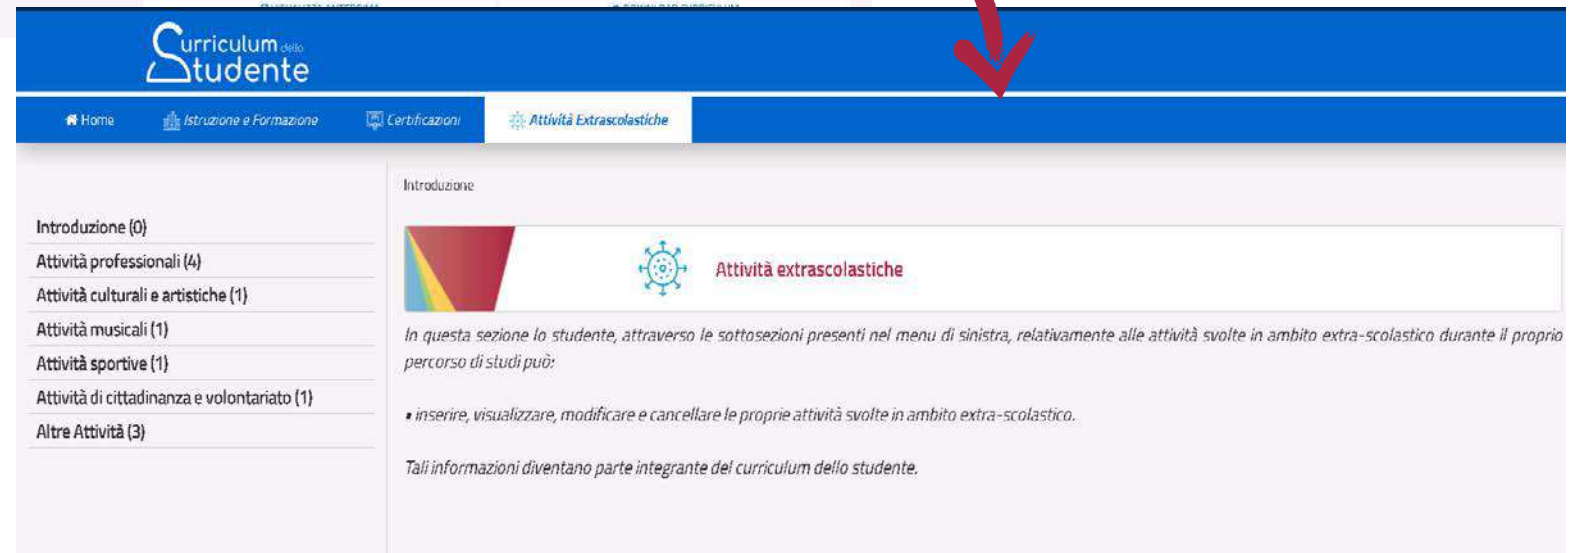 VISUALIZZA ANTEPRIMA
DOWNLOAD CURRICULUM
Curriculum dello
Studente
Home
Istruzione e Formazione
Certificazioni
Attività Extrascolastiche
Introduzione
Introduzione (0)
Attività professionali (4)
Attività culturali e artistiche (1)
Attività musicali (1)
Attività sportive (1)
Attività di cittadinanza e volontariato (1)
Altre Attività (3)
Attività extrascolastiche
In questa sezione lo studente, attraverso le sottosezioni presenti nel menu di sinistra, relativamente alle attività svolte in ambito extra-scolastico durante il proprio
percorso di studi può:
▪ inserire, visualizzare, modificare e cancellare le proprie attività svolte in ambito extra-scolastico.
Tali informazioni diventano parte integrante del curriculum dello studente.